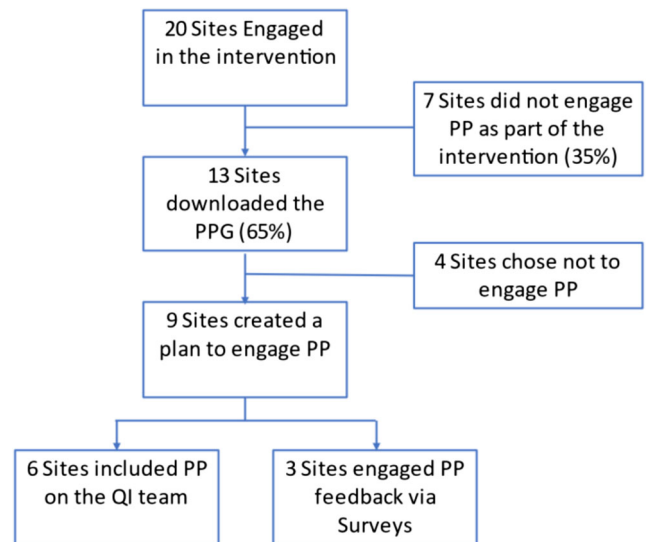 20 Sites Engaged
in the intervention
7 Sites did not engage
PP as part of the
intervention (35%)
13 Sites
downloaded the
PPG (65%)
4 Sites chose not to
engage PP
9 Sites created a
plan to engage PP
6 Sites included PP
on the QI team
3 Sites engaged PP
feedback via
Surveys